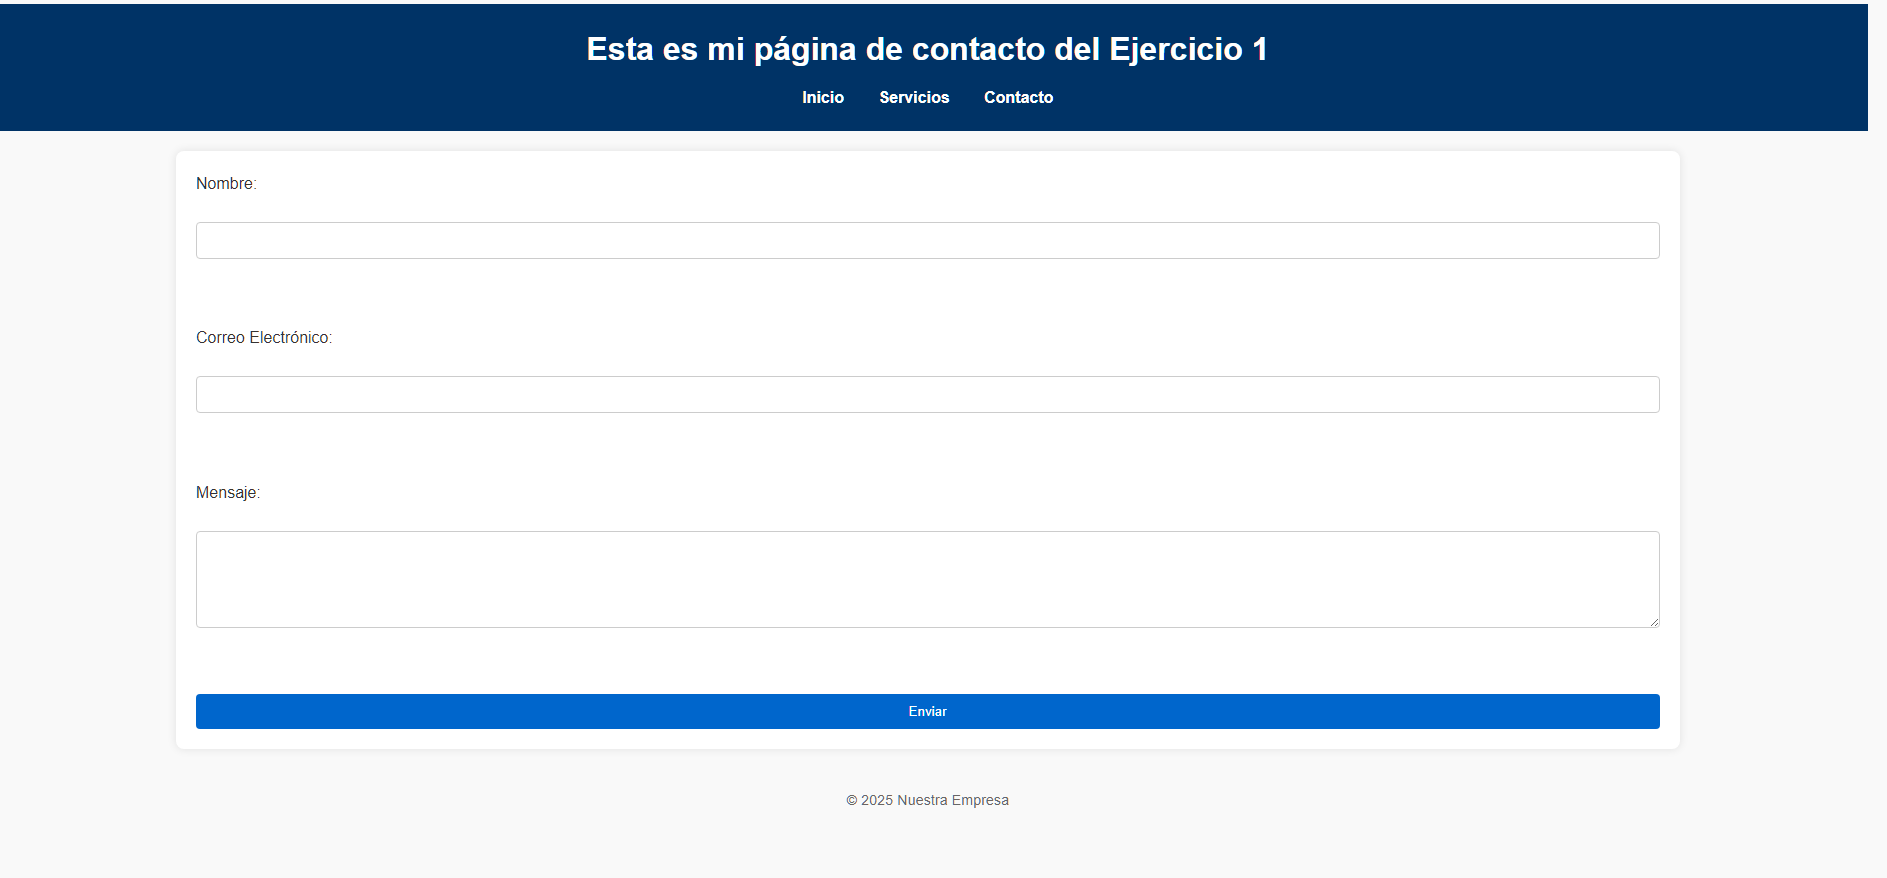 Esta es mi página de contacto del Ejercicio 1
Inicio Servicios Contacto
Nombre:
Correo Electrónico:
Mensaje:
Enviar
© 2025 Nuestra Empresa